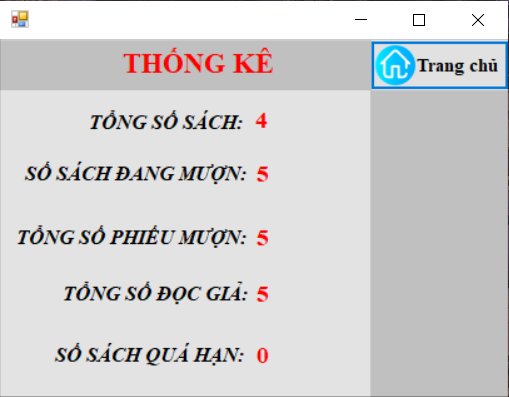 THỐNG KÊ
Trang chủ
TỔNG SỐ SÁCH: 4
SỐ SÁCH ĐANG MƯỢN: 5
TỔNG SỐ PHIẾU MƯỢN: 5
TỔNG SỐ ĐỌC GIẢ: 5
SỐ SÁCH QUÁ HẠN: 0